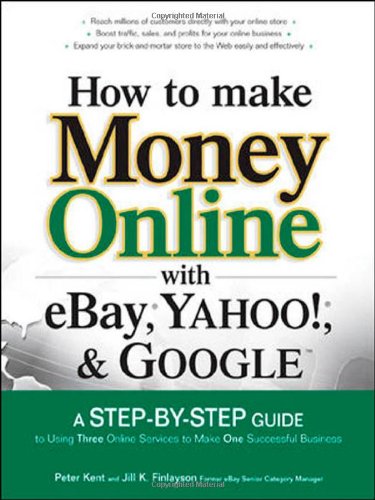 Copyrighted Material
• Reach millions of customers directly with your online store •
• Boost traffic, sales, and profits for your online business •
• Expand your brick-and-mortar store to the Web easily and effectively •
How to make
Money
Online
with
eBay,® YAHOO!,®
& GOOGLE™
A STEP-BY-STEP GUIDE
to Using Three Online Services to Make One Successful Business
Peter Kent and Jill K. Finlayson Former eBay Senior Category Manager